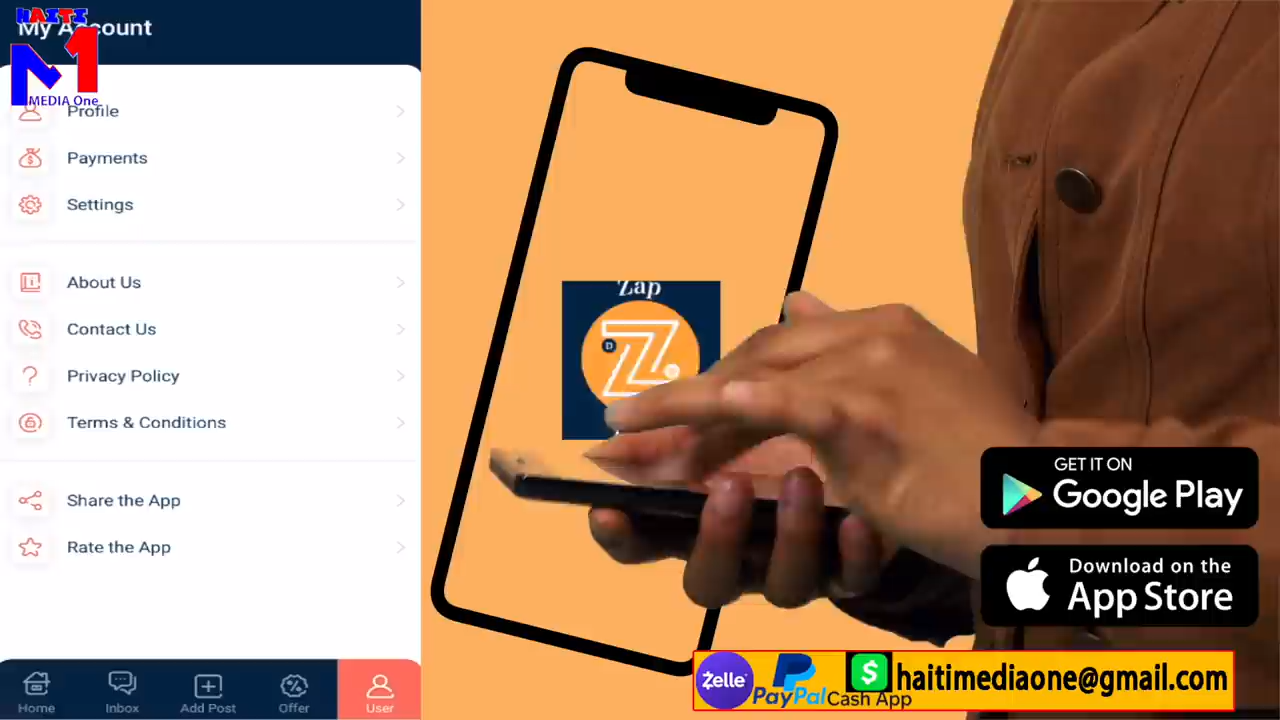 HAITI
My Account
M1
MEDIA One
Profile
Payments
Settings
About Us
Contact Us
Privacy Policy
Terms & Conditions
Share the App
Rate the App
Home
Inbox
Add Post
Offer
User
Zap
D
Z
GET IT ON
Google Play
Download on the
App Store
Zelle
PayPal
$
Cash App
haitimediaone@gmail.com